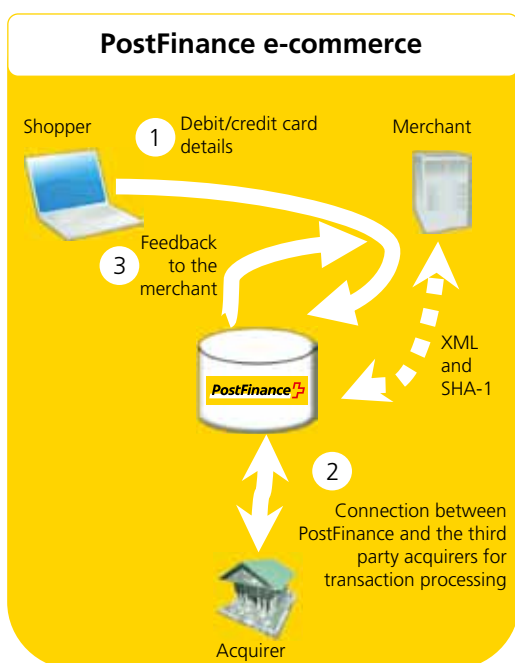 PostFinance e-commerce
Shopper
1
Debit/credit card
details
Merchant
3
Feedback
to the
merchant
XML
and
SHA-1
PostFinance
2
Connection between
PostFinance and the third
party acquirers for
transaction processing
Acquirer